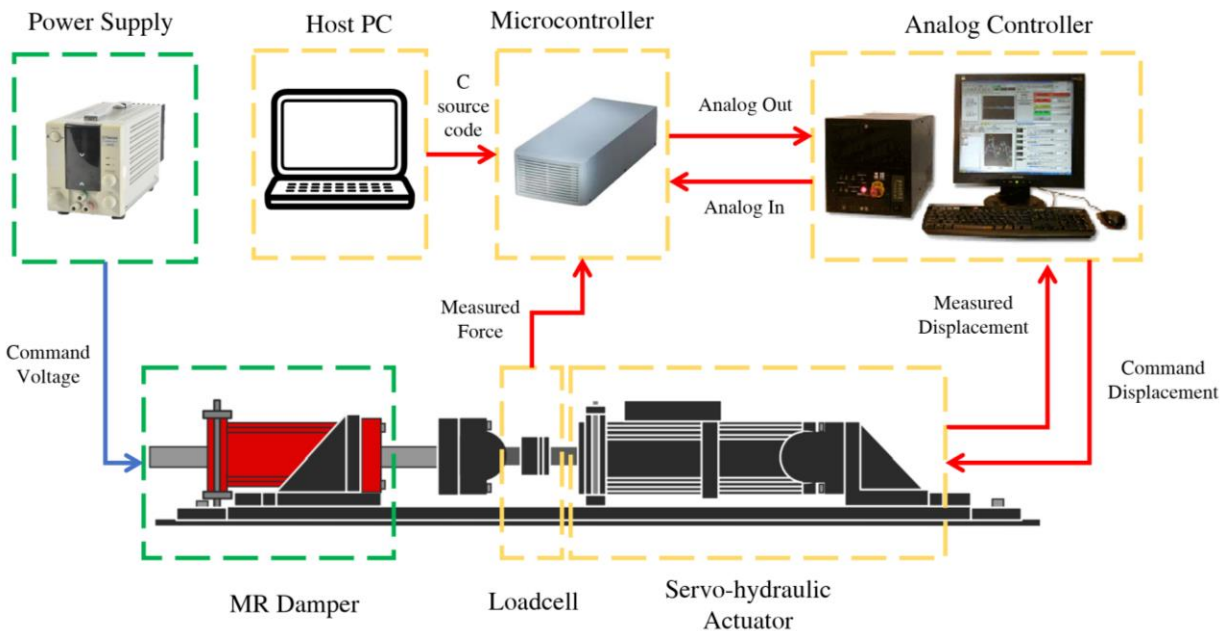 Power Supply
Host PC
Microcontroller
Analog Controller
C
source
code
Analog Out
Analog In
Measured
Force
Measured
Displacement
Command
Voltage
Command
Displacement
MR Damper
Loadcell
Servo-hydraulic
Actuator